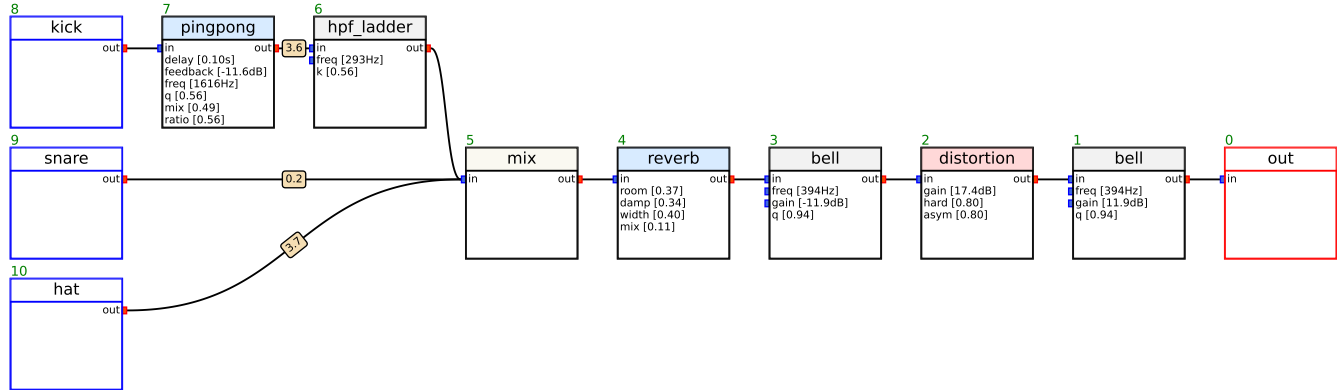 8
kick
out
7
pingpong
in out
delay [0.10s]
feedback [-11.6dB]
freq [1616Hz]
q [0.56]
mix [0.49]
ratio [0.56]
3.6
6
hpf_ladder
in out
freq [293Hz]
k [0.56]
9
snare
out
0.2
10
hat
out
3.7
5
mix
in out
4
reverb
in out
room [0.37]
damp [0.34]
width [0.40]
mix [0.11]
3
bell
in out
freq [394Hz]
gain [-11.9dB]
q [0.94]
2
distortion
in out
gain [17.4dB]
hard [0.80]
asym [0.80]
1
bell
in out
freq [394Hz]
gain [11.9dB]
q [0.94]
0
out
in